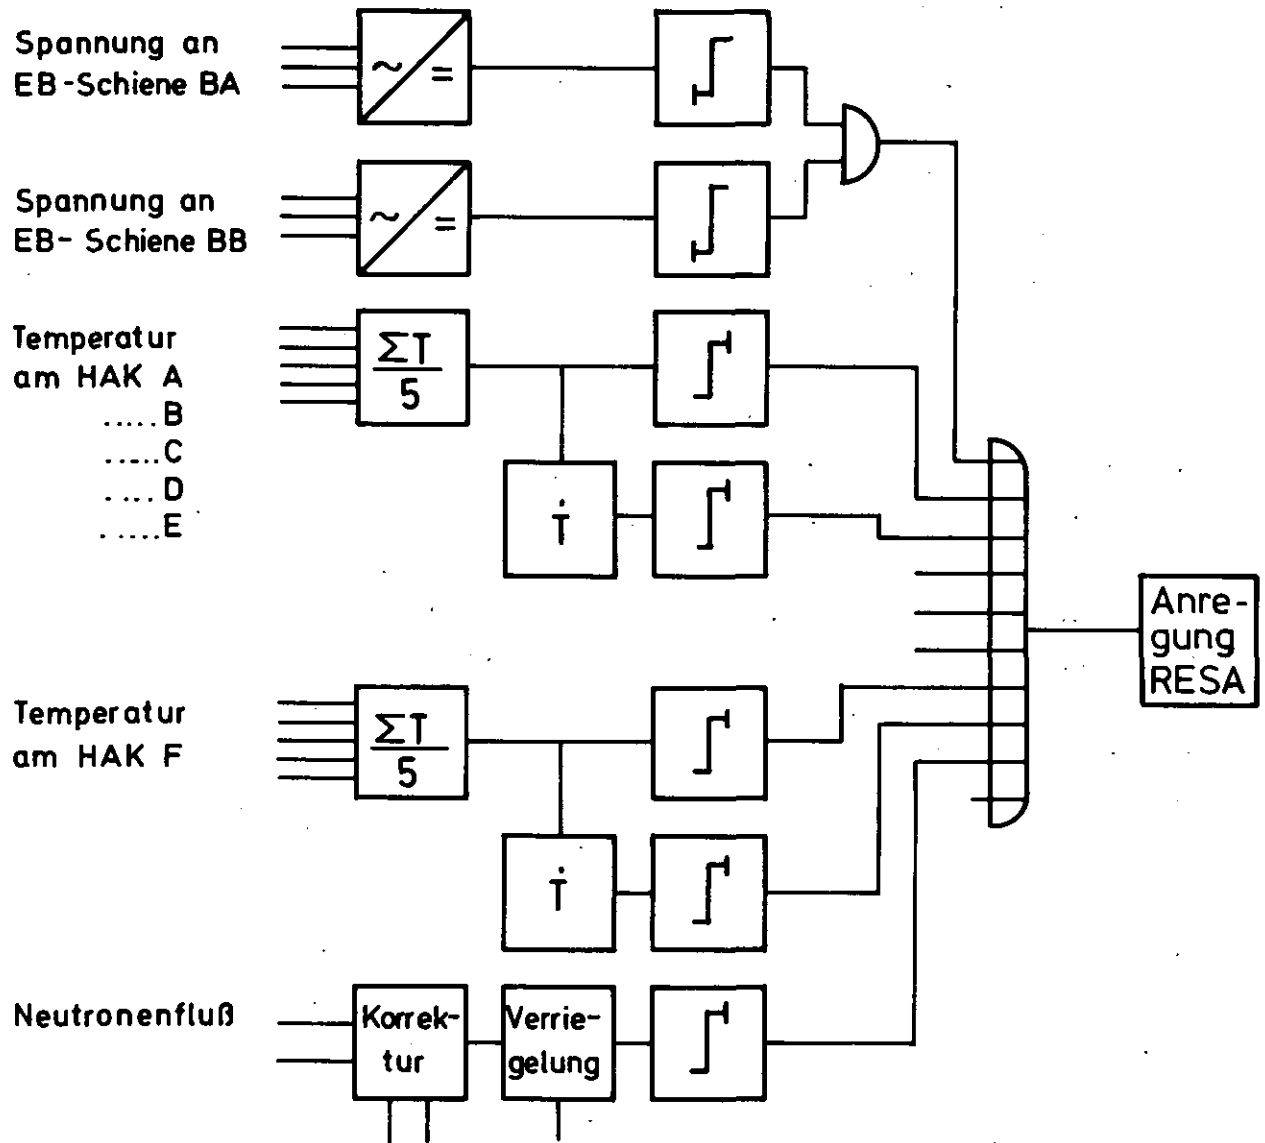 Spannung an
EB-Schiene BA
~ =
Spannung an
EB- Schiene BB
~ =
Temperatur
am HAK A
.....B
.....C
....D
.....E
ΣT
5
Ṫ
Anre-
gung
RESA
Temperatur
am HAK F
ΣT
5
Ṫ
Neutronenfluß
Korrek-
tur
Verrie-
gelung